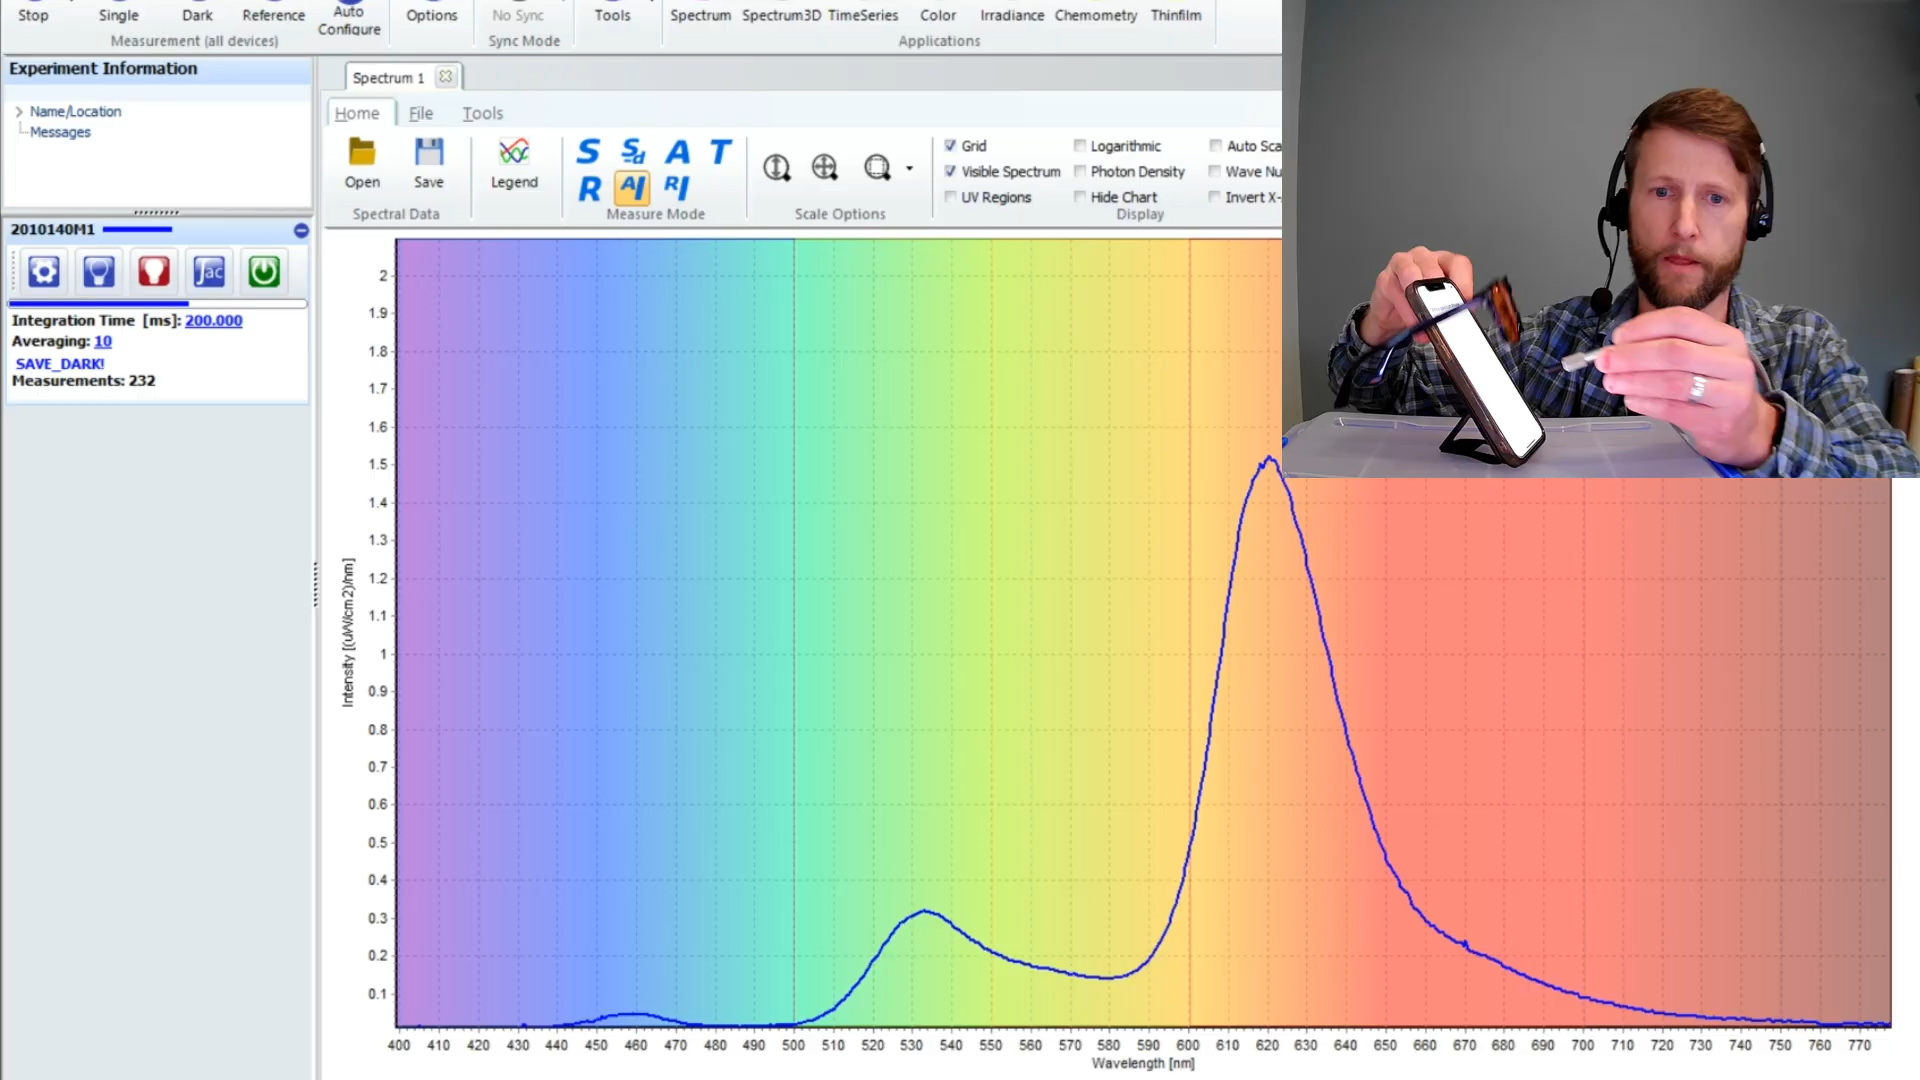 Stop Single Dark Reference Auto Configure Options No Sync Tools Spectrum Spectrum3D TimeSeries Color Irradiance Chemometry Thinfilm
Measurement (all devices) Sync Mode Applications
Experiment Information
Name/Location
Messages
2010140M1
Integration Time [ms]: 200.000
Averaging: 10
SAVE_DARK!
Measurements: 232
Spectrum 1
Home File Tools
Open Save Legend
S Sd A T
R AI RI
Grid Logarithmic Auto Sca
Visible Spectrum Photon Density Wave Nu
UV Regions Hide Chart Invert X-
Spectral Data Measure Mode Scale Options Display
Intensity [(uW/cm2)/nm]
2
1.9
1.8
1.7
1.6
1.5
1.4
1.3
1.2
1.1
1
0.9
0.8
0.7
0.6
0.5
0.4
0.3
0.2
0.1
400 410 420 430 440 450 460 470 480 490 500 510 520 530 540 550 560 570 580 590 600 610 620 630 640 650 660 670 680 690 700 710 720 730 740 750 760 770
Wavelength [nm]